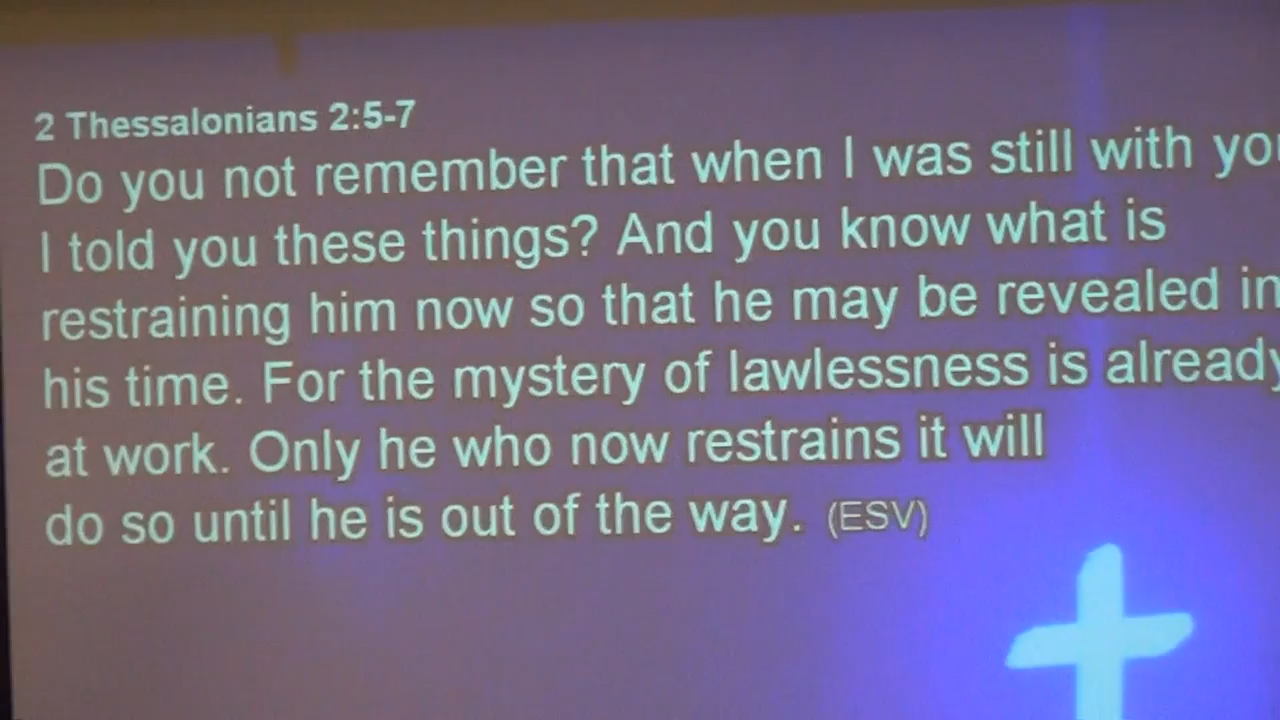 2 Thessalonians 2:5-7
Do you not remember that when I was still with yo
I told you these things? And you know what is
restraining him now so that he may be revealed in
his time. For the mystery of lawlessness is already
at work. Only he who now restrains it will
do so until he is out of the way. (ESV)